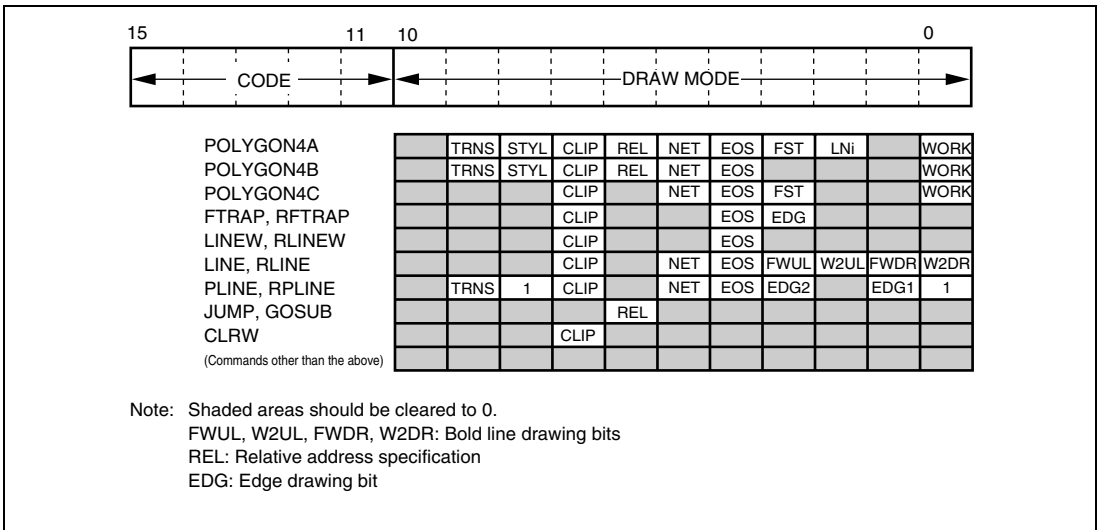 15 11 10 0
CODE DRAW MODE
POLYGON4A TRNS STYL CLIP REL NET EOS FST LNi WORK
POLYGON4B TRNS STYL CLIP REL NET EOS WORK
POLYGON4C CLIP NET EOS FST WORK
FTRAP, RFTRAP CLIP EOS EDG
LINEW, RLINEW CLIP EOS
LINE, RLINE CLIP NET EOS FWUL W2UL FWDR W2DR
PLINE, RPLINE TRNS 1 CLIP NET EOS EDG2 EDG1 1
JUMP, GOSUB REL
CLRW CLIP
(Commands other than the above)
Note: Shaded areas should be cleared to 0.
FWUL, W2UL, FWDR, W2DR: Bold line drawing bits
REL: Relative address specification
EDG: Edge drawing bit